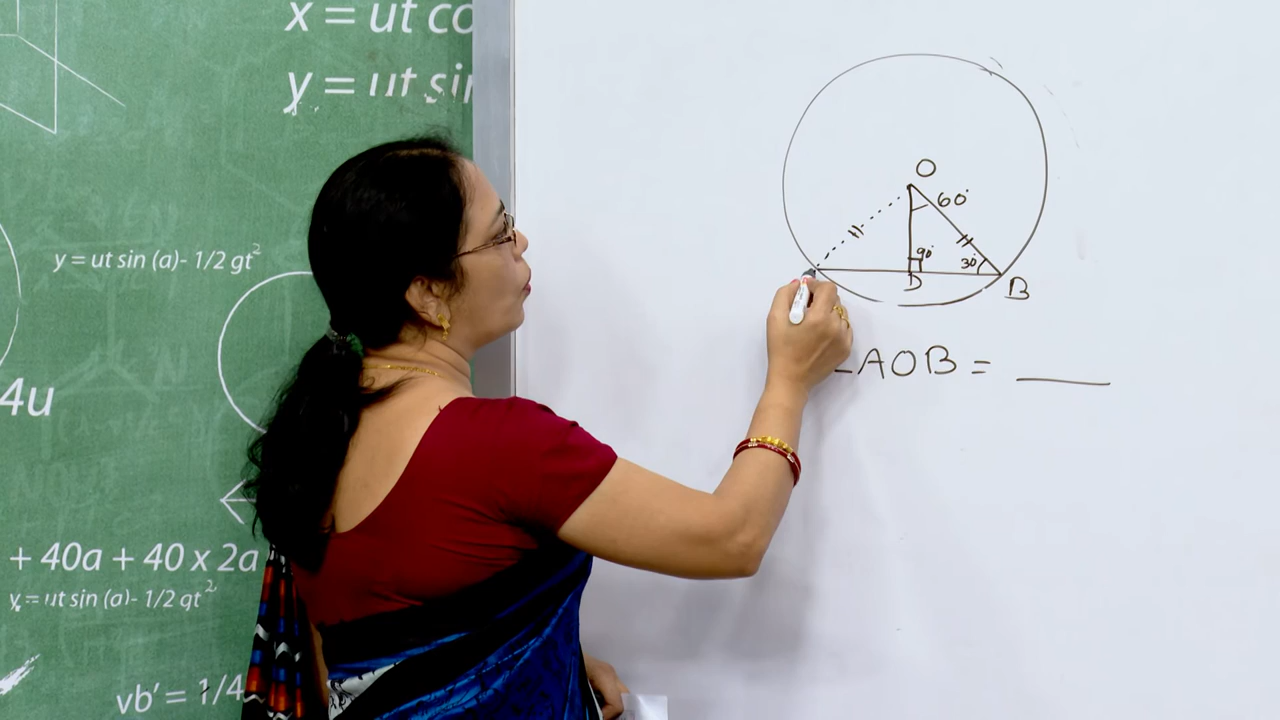 x = ut co
y = ut sin
y = ut sin (a)- 1/2 gt²
4u
+ 40a + 40 x 2a
y = ut sin (a)- 1/2 gt²
vb' = 1/4
O
60°
90°
30°
D
B
∠AOB = ____